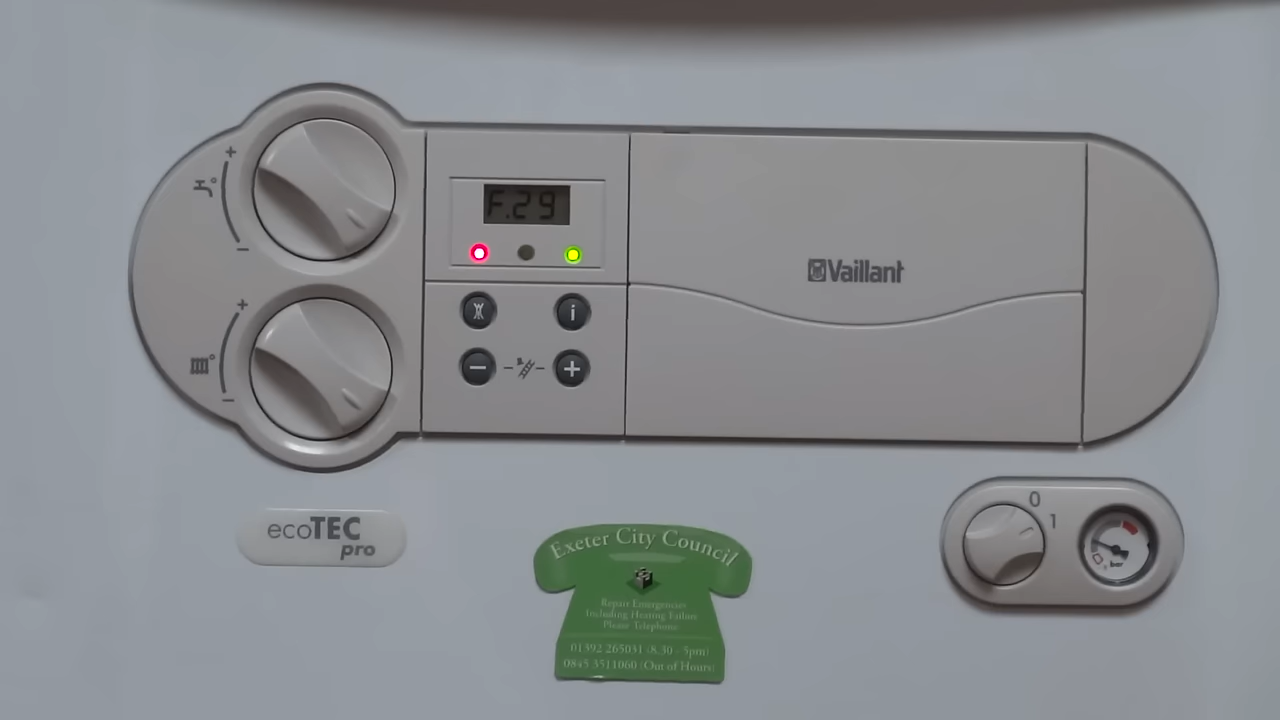 F.29
Vaillant
i
ecoTEC
pro
0
1
bar
Exeter City Council
Repair Emergencies
Including Heating Failure
Please Telephone
01392 265031 (8.30 - 5pm)
0845 3511060 (Out of Hours)